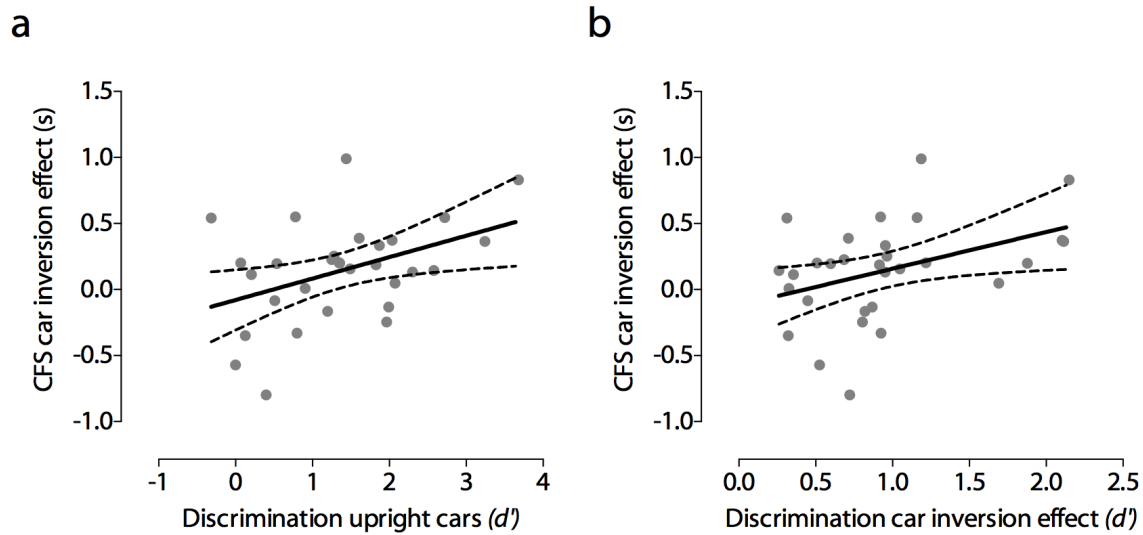 a
CFS car inversion effect (s)
1.5
1.0
0.5
0.0
-0.5
-1.0
-1 0 1 2 3 4
Discrimination upright cars (d')
b
CFS car inversion effect (s)
1.5
1.0
0.5
0.0
-0.5
-1.0
0.0 0.5 1.0 1.5 2.0 2.5
Discrimination car inversion effect (d')